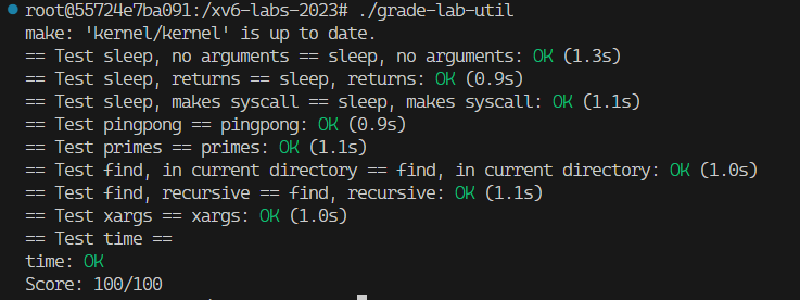 root@55724e7ba091:/xv6-labs-2023# ./grade-lab-util
make: 'kernel/kernel' is up to date.
== Test sleep, no arguments == sleep, no arguments: OK (1.3s)
== Test sleep, returns == sleep, returns: OK (0.9s)
== Test sleep, makes syscall == sleep, makes syscall: OK (1.1s)
== Test pingpong == pingpong: OK (0.9s)
== Test primes == primes: OK (1.1s)
== Test find, in current directory == find, in current directory: OK (1.0s)
== Test find, recursive == find, recursive: OK (1.1s)
== Test xargs == xargs: OK (1.0s)
== Test time ==
time: OK
Score: 100/100